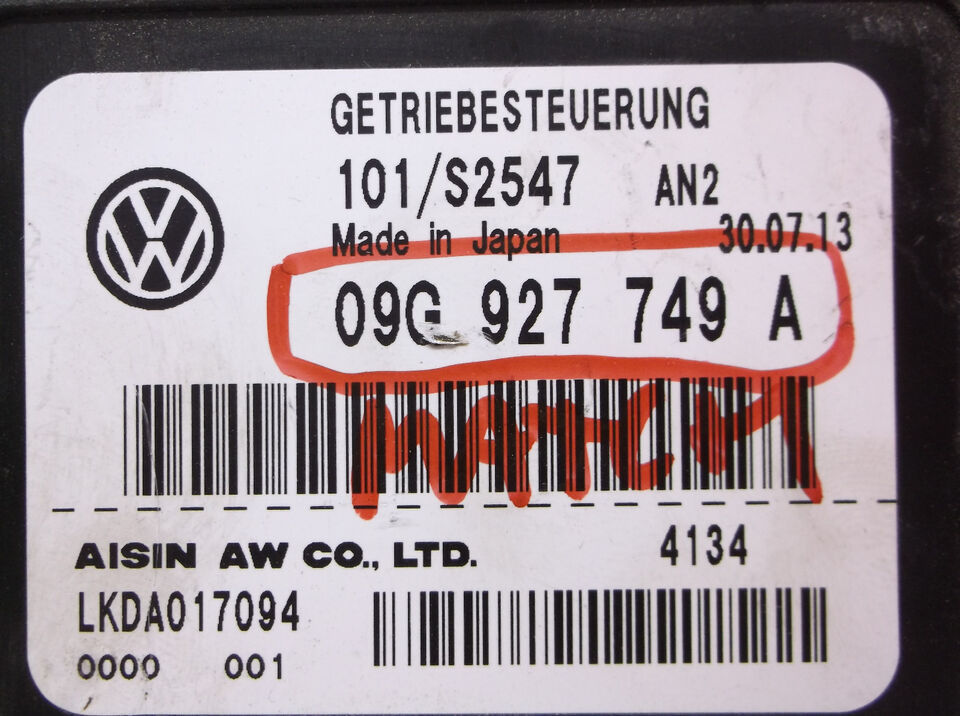 GETRIEBESTEUERUNG
101/S2547 AN2
Made in Japan 30.07.13
09G 927 749 A
MATCH
AISIN AW CO., LTD. 4134
LKDA017094
0000 001